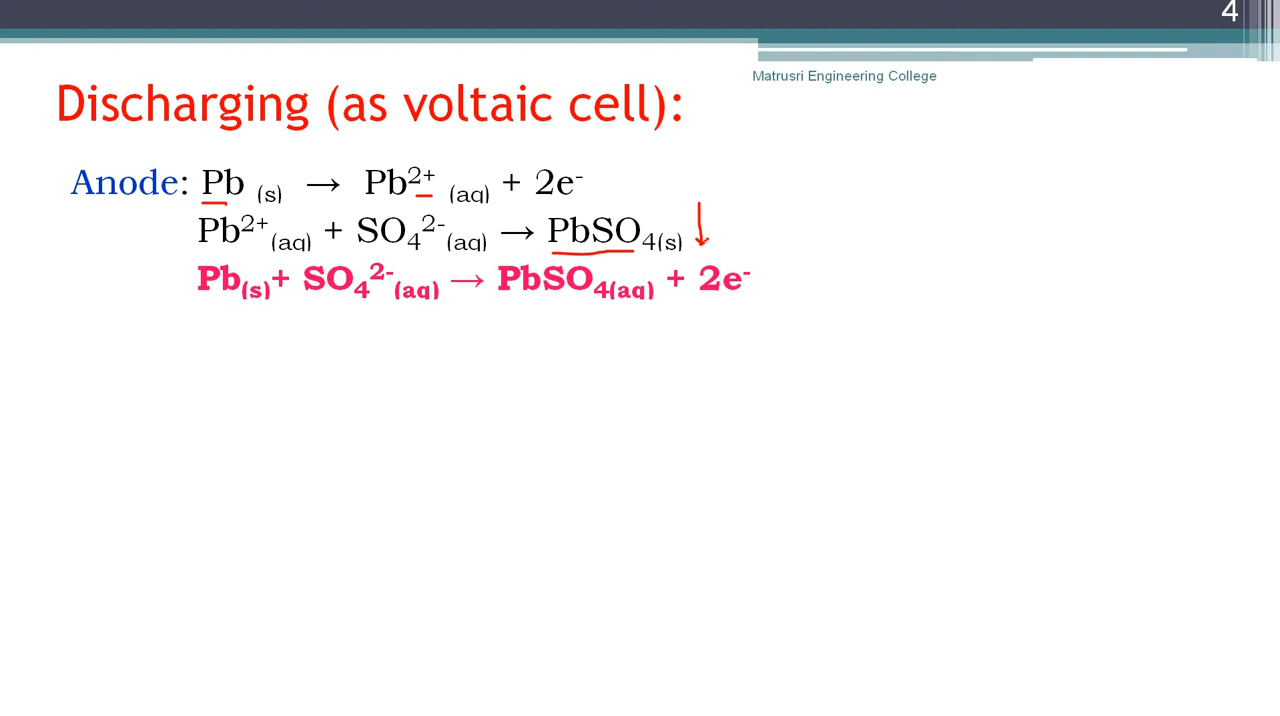 4
Matrusri Engineering College
Discharging (as voltaic cell):
Anode: Pb (s) → Pb²⁺ (aq) + 2e⁻
Pb²⁺(aq) + SO₄²⁻(aq) → PbSO₄(s) ↓
Pb(s)+ SO₄²⁻(aq) → PbSO₄(aq) + 2e⁻